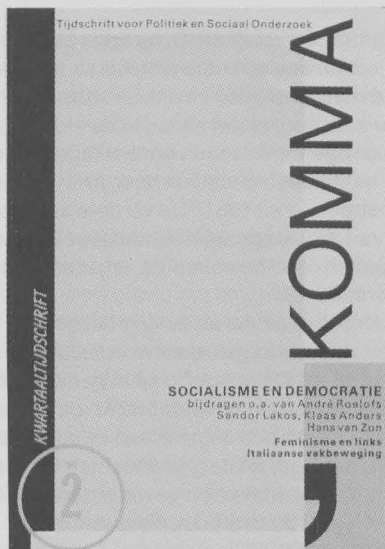 Tijdschrift voor Politiek en Sociaal Onderzoek
KOMMA
KWARTAALTIJDSCHRIFT
SOCIALISME EN DEMOCRATIE
bijdragen o.a. van André Roelofs
Sandor Lakos, Klaas Anders
Hans van Zon
Feminisme en links
Italiaanse vakbeweging
2